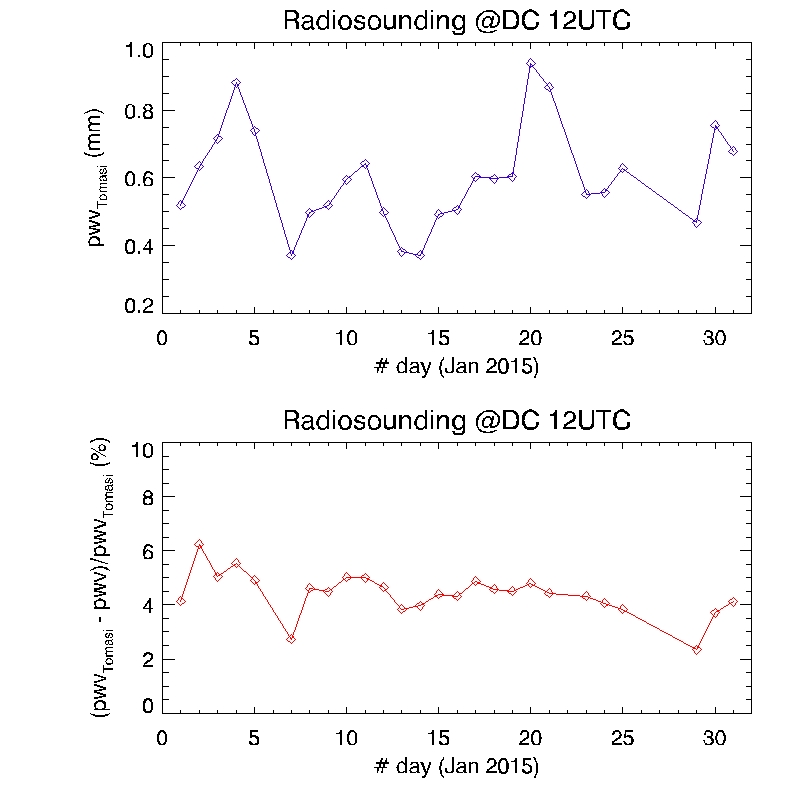 Radiosounding @DC 12UTC
1.0
0.8
0.6
0.4
0.2
pwv_Tomasi (mm)
0 5 10 15 20 25 30
# day (Jan 2015)
Radiosounding @DC 12UTC
10
8
6
4
2
0
(pwv_Tomasi - pwv)/pwv_Tomasi (%)
0 5 10 15 20 25 30
# day (Jan 2015)